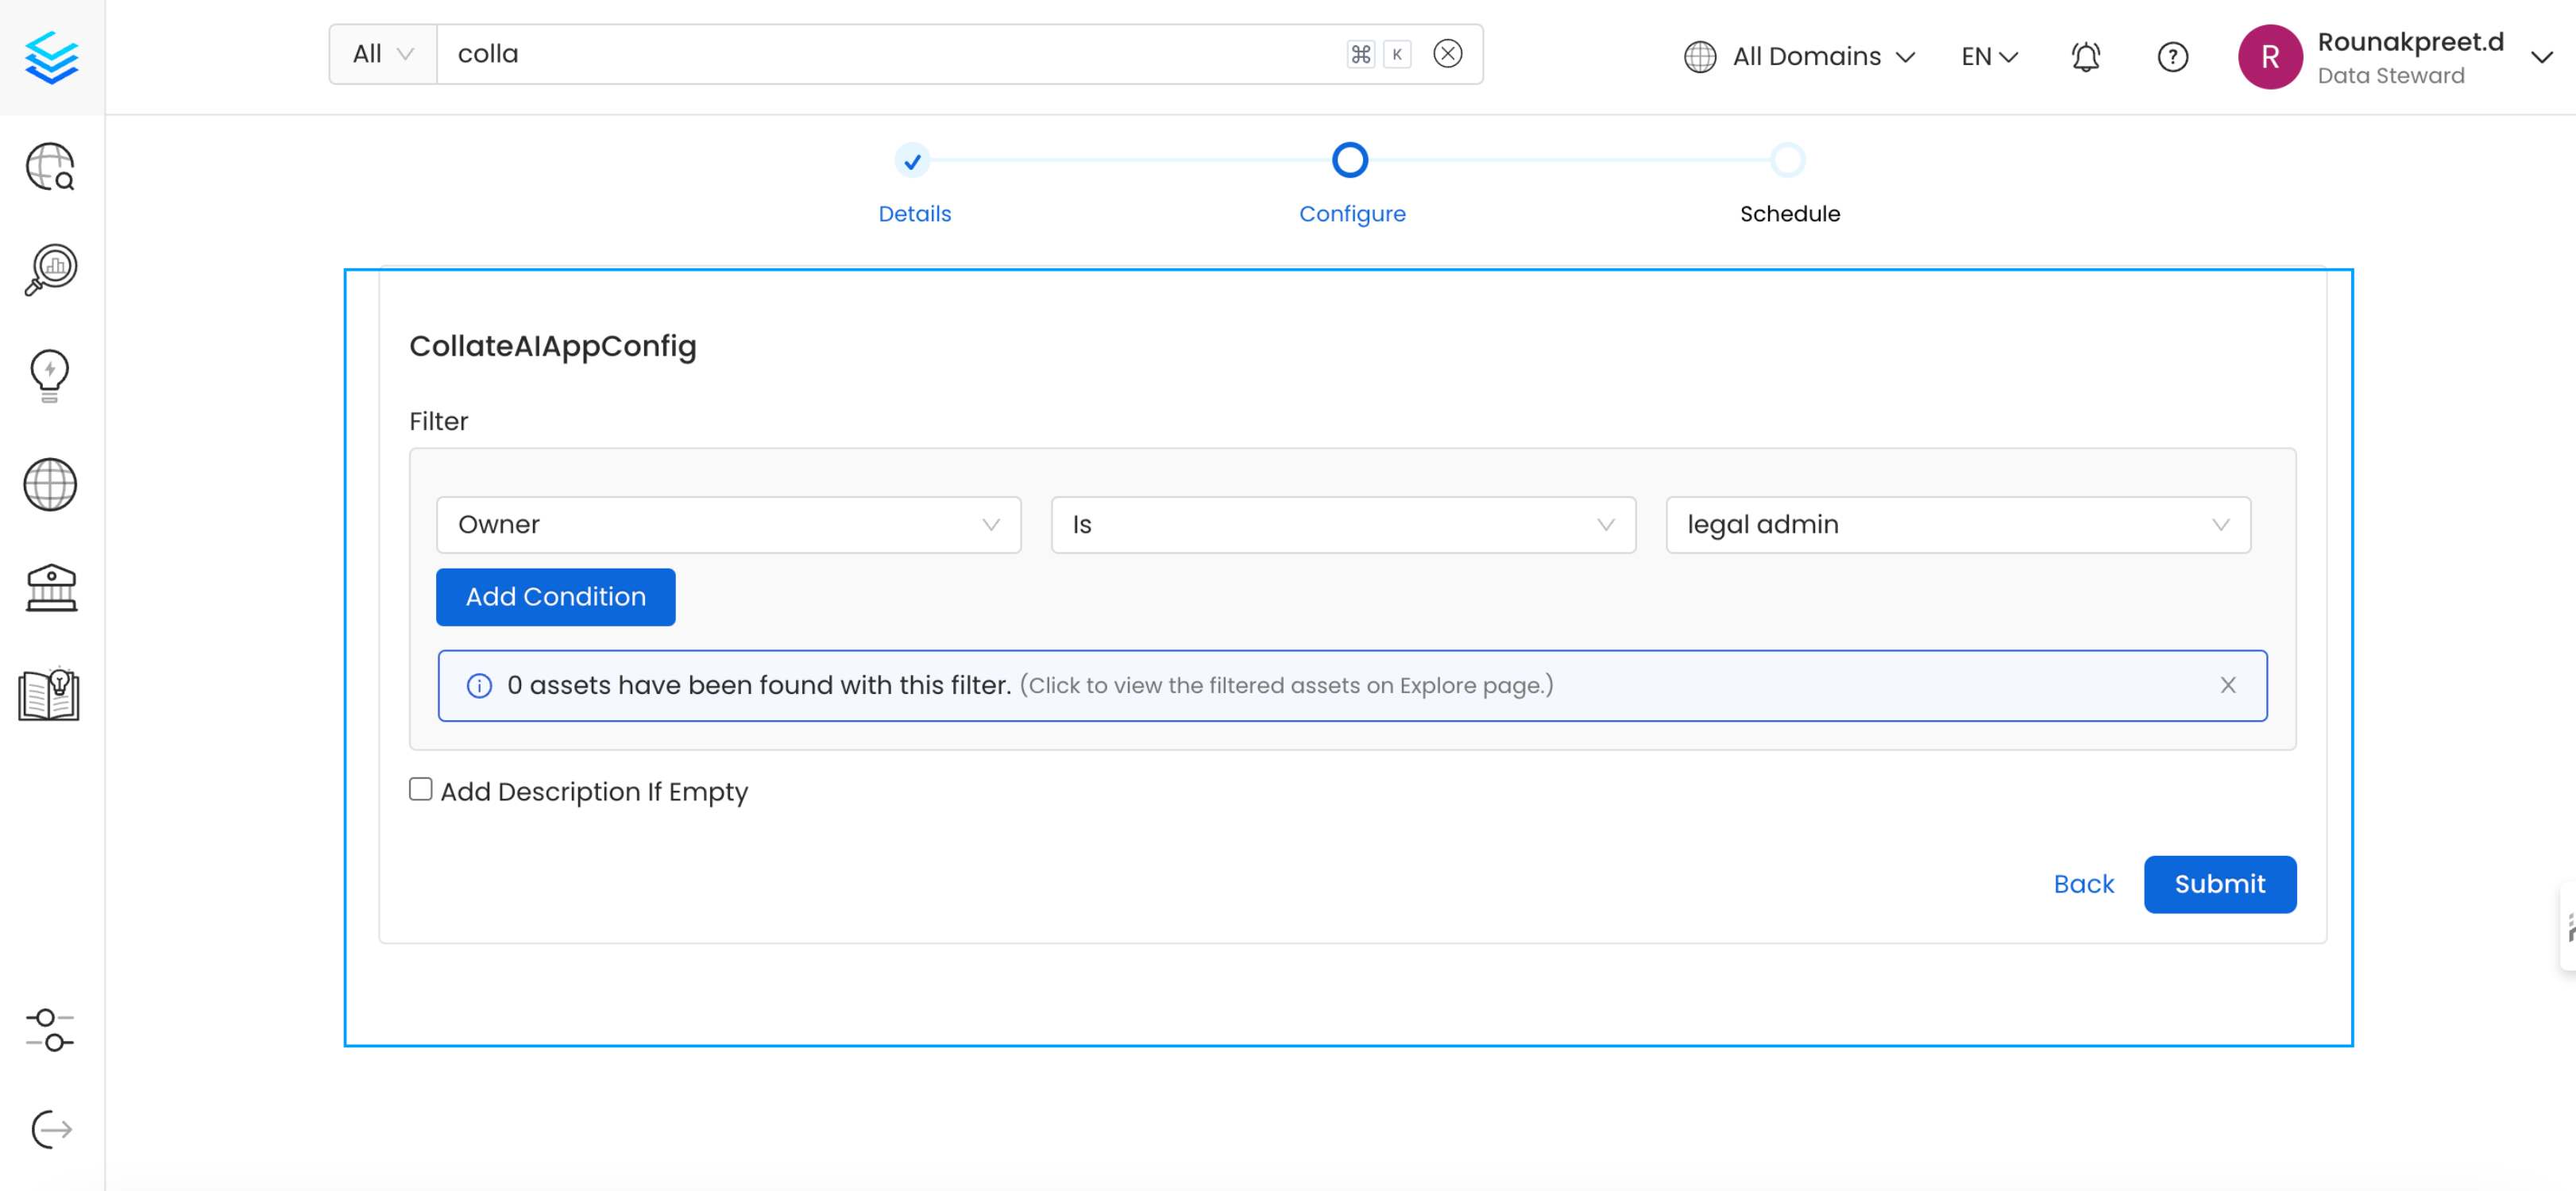 All
colla
⌘ K
All Domains
EN
R
Rounakpreet.d
Data Steward
Details
Configure
Schedule
CollateAIAppConfig
Filter
Owner
Is
legal admin
Add Condition
0 assets have been found with this filter. (Click to view the filtered assets on Explore page.)
Add Description If Empty
Back
Submit